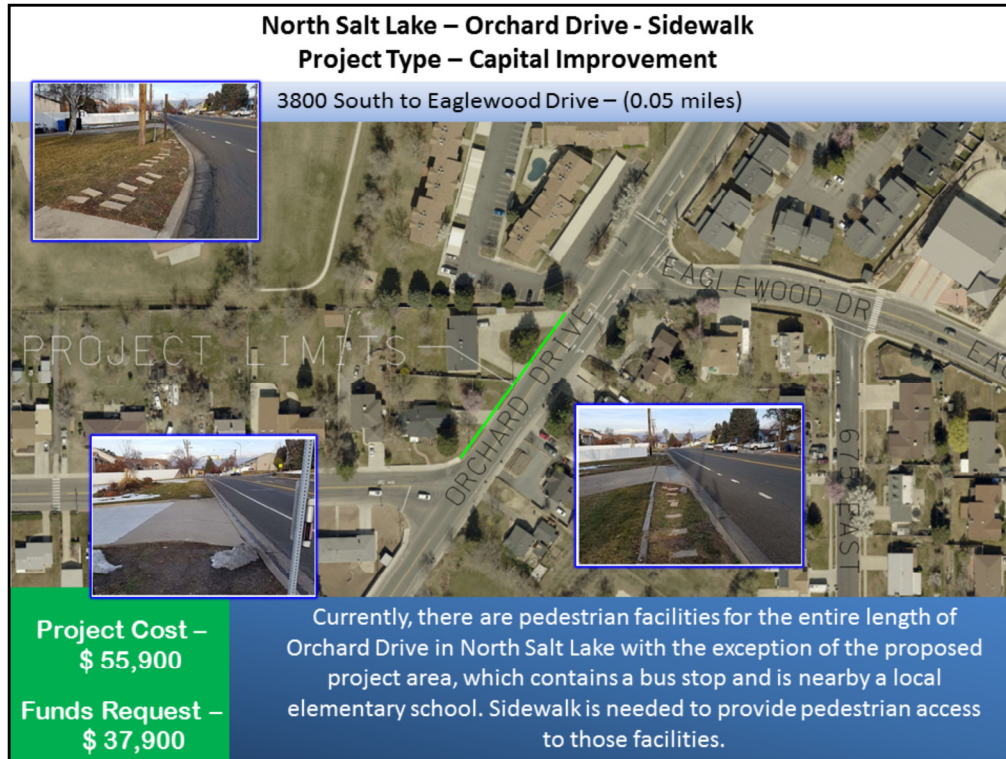 North Salt Lake – Orchard Drive - Sidewalk
Project Type – Capital Improvement
3800 South to Eaglewood Drive – (0.05 miles)
EAGLEWOOD DR
PROJECT LIMITS
ORCHARD DRIVE
675 EAST
Project Cost –
$ 55,900
Funds Request –
$ 37,900
Currently, there are pedestrian facilities for the entire length of
Orchard Drive in North Salt Lake with the exception of the proposed
project area, which contains a bus stop and is nearby a local
elementary school. Sidewalk is needed to provide pedestrian access
to those facilities.